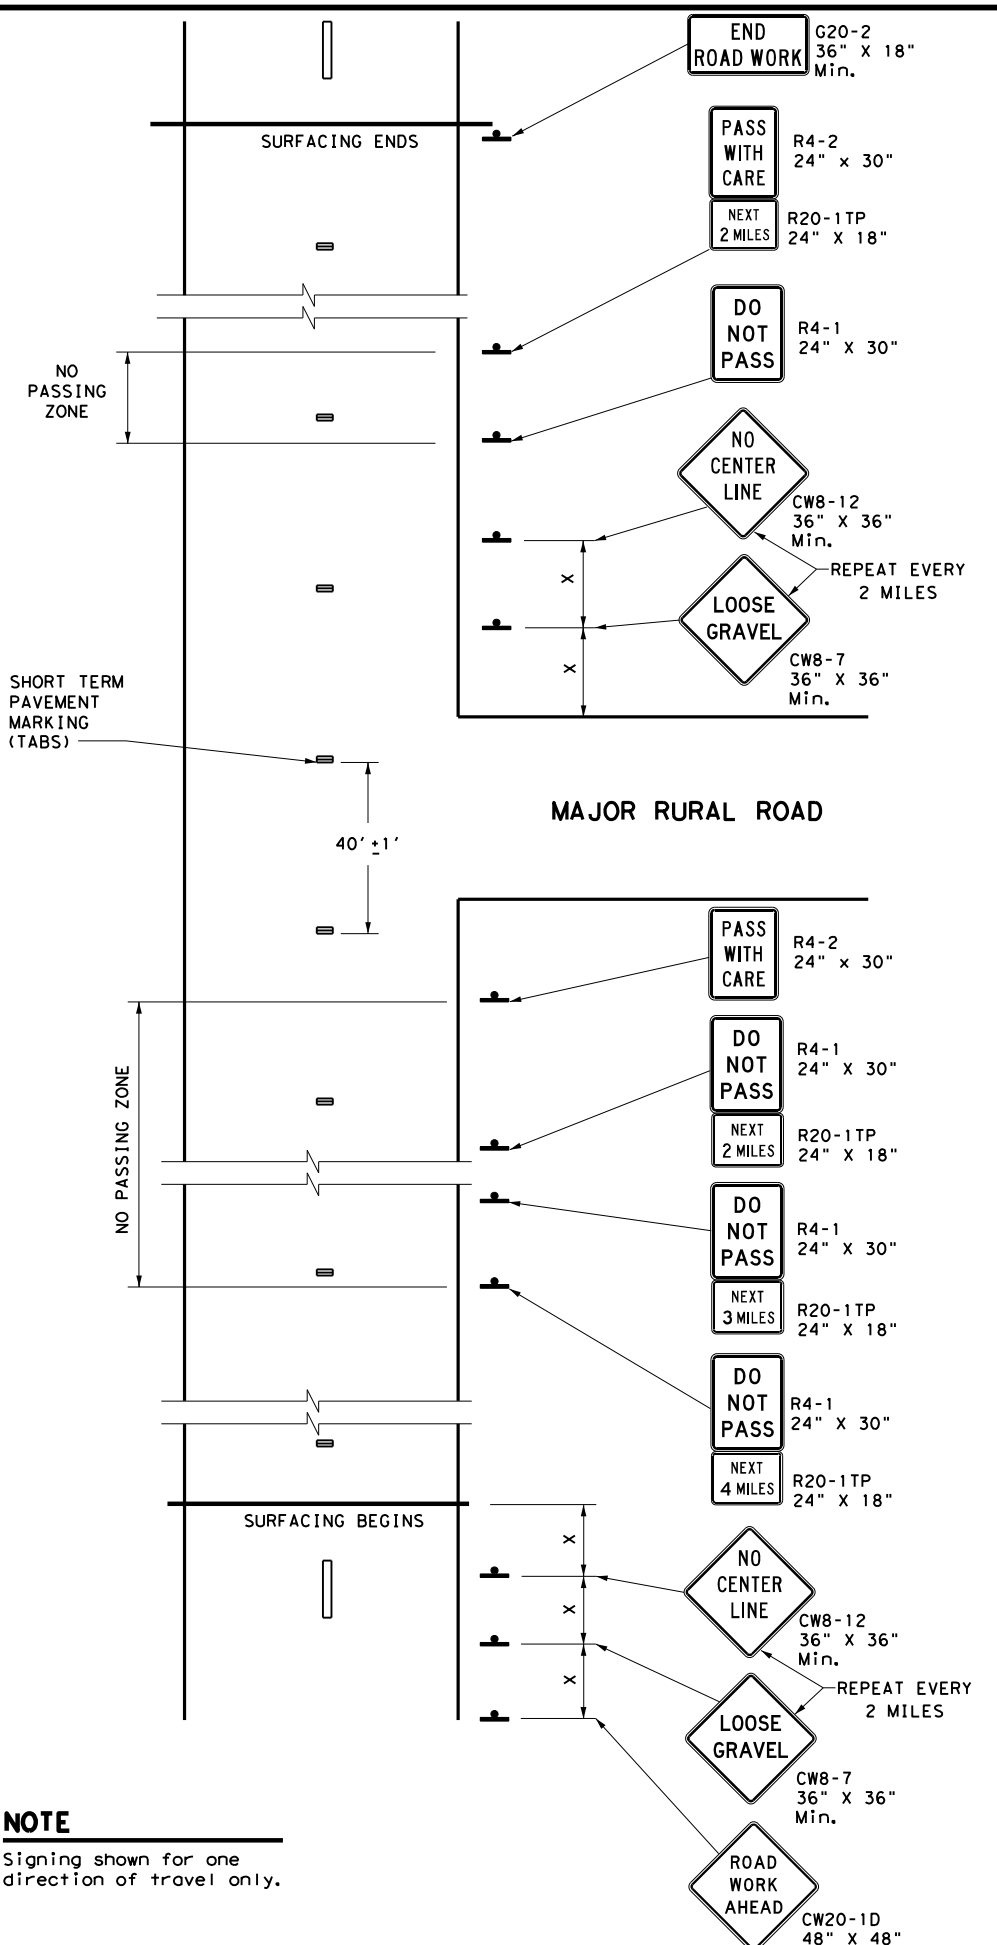 END
ROAD WORK
G20-2
36" X 18"
Min.
SURFACING ENDS
PASS
WITH
CARE
R4-2
24" x 30"
NEXT
2 MILES
R20-1TP
24" X 18"
DO
NOT
PASS
R4-1
24" X 30"
NO
PASSING
ZONE
NO
CENTER
LINE
CW8-12
36" X 36"
Min.
REPEAT EVERY
2 MILES
X
LOOSE
GRAVEL
CW8-7
36" X 36"
Min.
X
SHORT TERM
PAVEMENT
MARKING
(TABS)
MAJOR RURAL ROAD
40' ±1'
PASS
WITH
CARE
R4-2
24" x 30"
DO
NOT
PASS
R4-1
24" X 30"
NEXT
2 MILES
R20-1TP
24" X 18"
NO PASSING ZONE
DO
NOT
PASS
R4-1
24" X 30"
NEXT
3 MILES
R20-1TP
24" X 18"
DO
NOT
PASS
R4-1
24" X 30"
NEXT
4 MILES
R20-1TP
24" X 18"
SURFACING BEGINS
X
NO
CENTER
LINE
CW8-12
36" X 36"
Min.
X
REPEAT EVERY
2 MILES
X
LOOSE
GRAVEL
CW8-7
36" X 36"
Min.
NOTE
Signing shown for one
direction of travel only.
ROAD
WORK
AHEAD
CW20-1D
48" X 48"